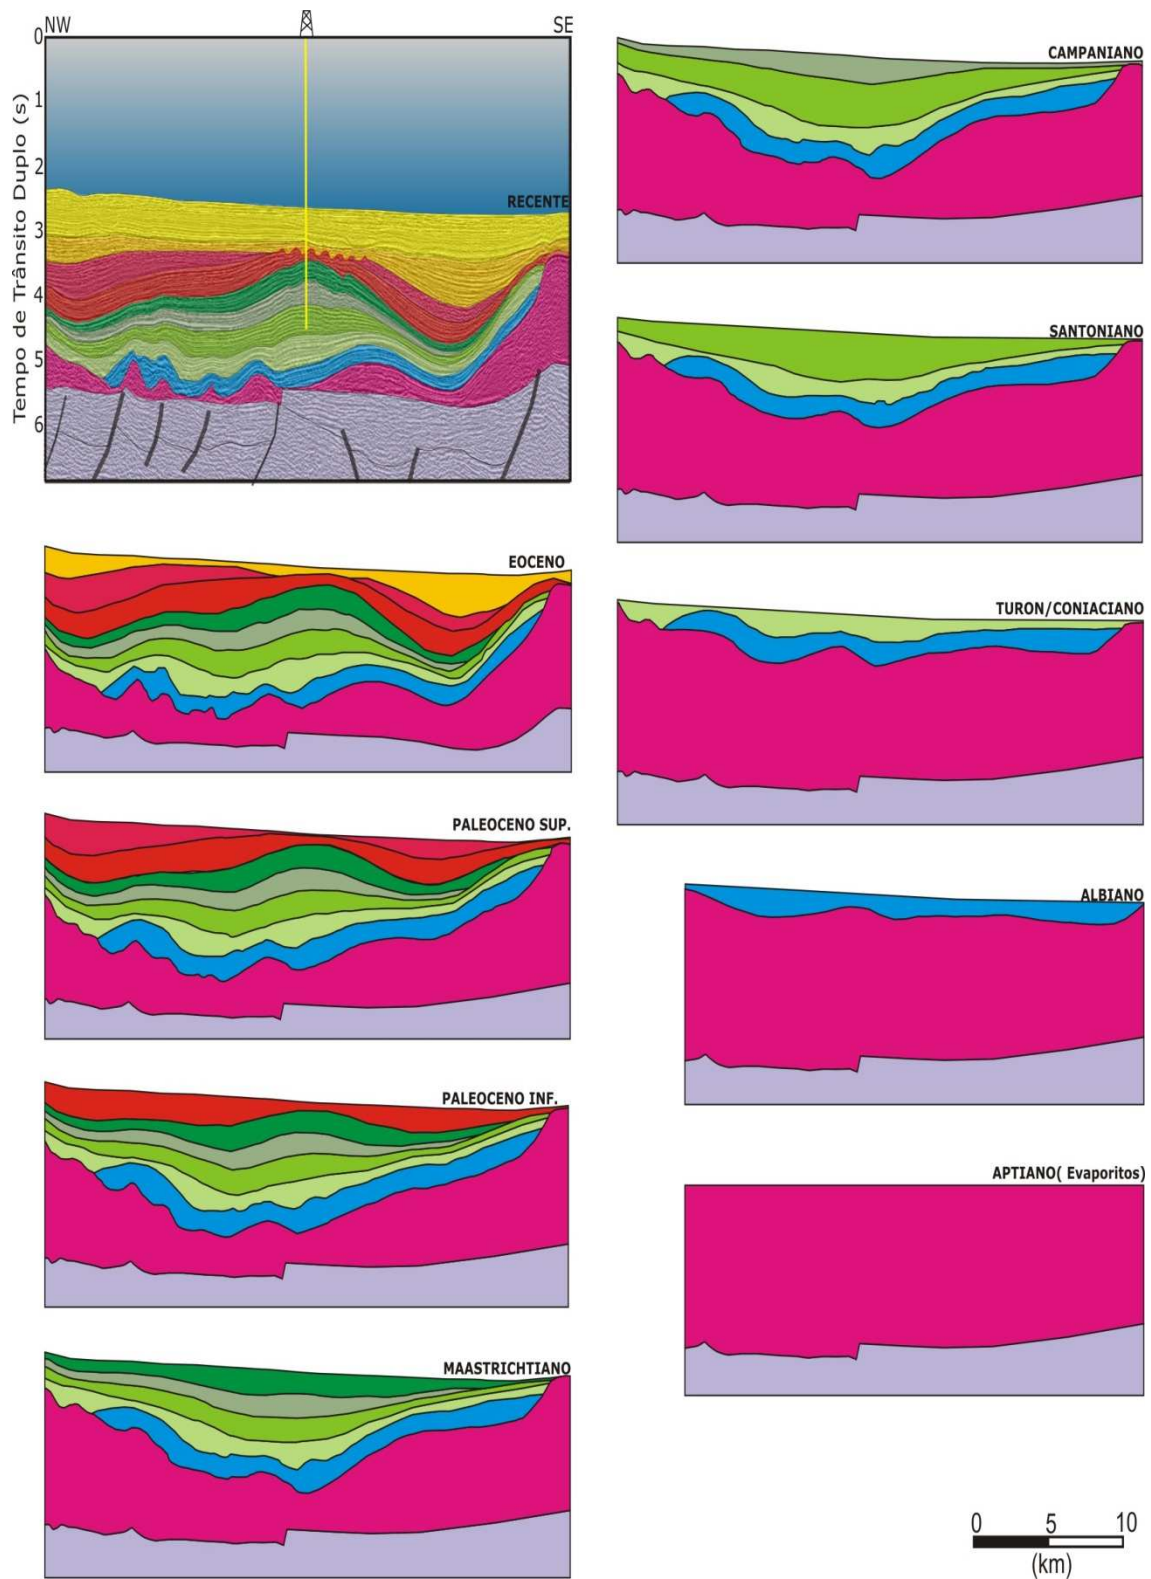 NW
SE
0
1
2
3
4
5
6
Tempo de Trânsito Duplo (s)
RECENTE
EOCENO
PALEOCENO SUP.
PALEOCENO INF.
MAASTRICHTIANO
CAMPANIANO
SANTONIANO
TURON/CONIACIANO
ALBIANO
APTIANO( Evaporitos)
0 5 10
(km)